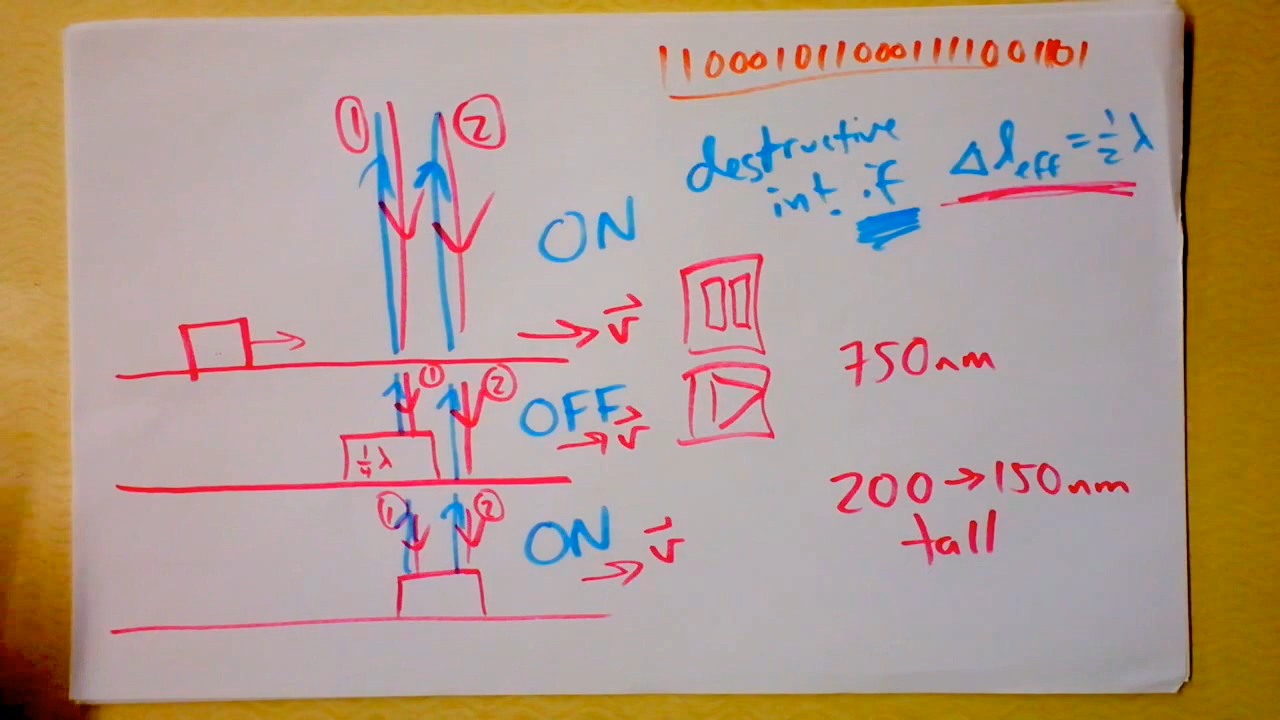 1100010110001111001101
① ② destructive
int. if Δl_eff = ½ λ
ON
v
① ② OFF v
¼ λ
750nm
① ② ON v
200 → 150nm
tall